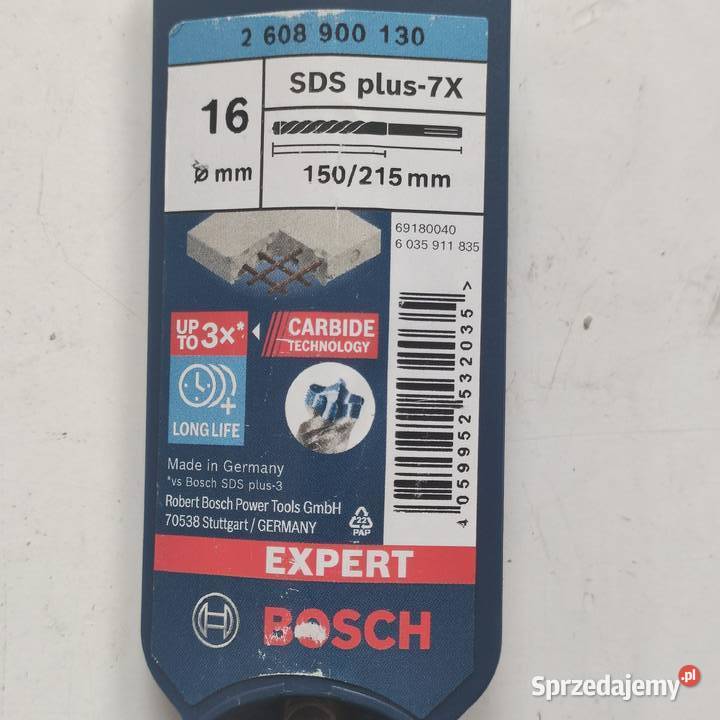 2 608 900 130
16
Ø mm
SDS plus-7X
150/215 mm
69180040
6 035 911 835
UP TO 3x*
CARBIDE
TECHNOLOGY
LONG LIFE
Made in Germany
*vs Bosch SDS plus-3
Robert Bosch Power Tools GmbH
70538 Stuttgart / GERMANY
22
PAP
4 059952 532035 >
EXPERT
BOSCH
Sprzedajemy.pl